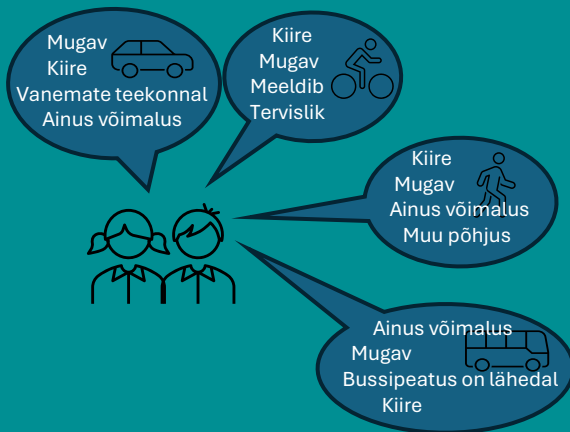 Mugav
Kiire
Vanemate teekonnal
Ainus võimalus
Kiire
Mugav
Meeldib
Tervislik
Kiire
Mugav
Ainus võimalus
Muu põhjus
Ainus võimalus
Mugav
Bussipeatus on lähedal
Kiire